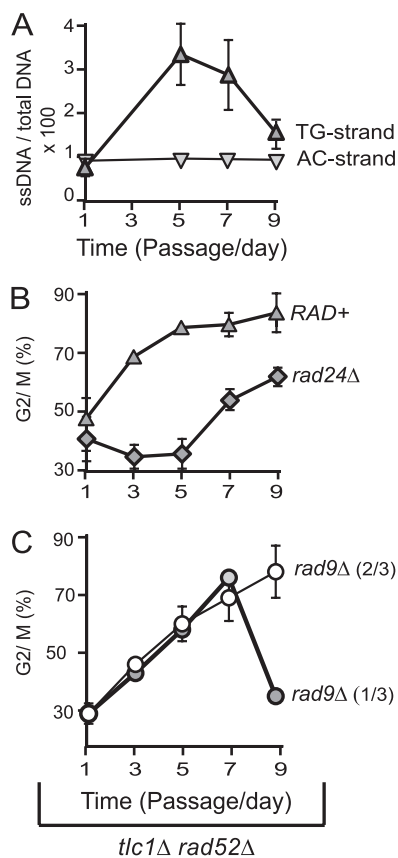 A
ssDNA / total DNA
x 100
4
3
2
1
0
TG-strand
AC-strand
1 3 5 7 9
Time (Passage/day)
B
G2/ M (%)
90
70
50
30
RAD+
rad24Δ
1 3 5 7 9
C
G2/ M (%)
90
70
50
30
rad9Δ (2/3)
rad9Δ (1/3)
1 3 5 7 9
Time (Passage/day)
tlc1Δ rad52Δ